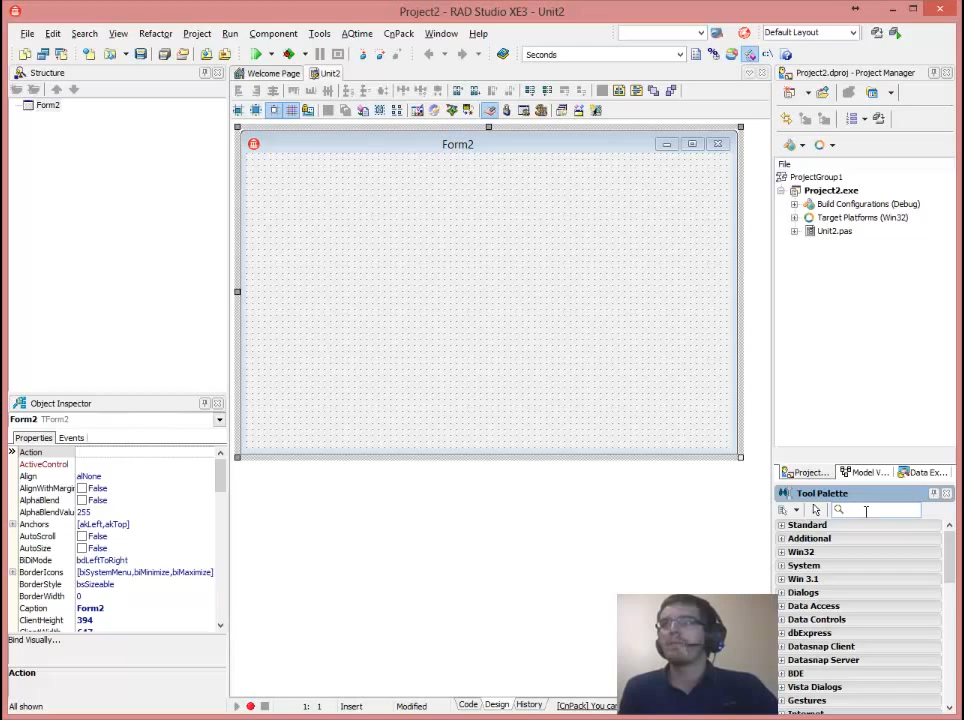 Project2 - RAD Studio XE3 - Unit2
File Edit Search View Refactor Project Run Component Tools AQtime CnPack Window Help
Default Layout
Seconds
Structure
Form2
Welcome Page Unit2
Form2
Project2.dproj - Project Manager
File
ProjectGroup1
Project2.exe
Build Configurations (Debug)
Target Platforms (Win32)
Unit2.pas
Object Inspector
Form2 TForm2
Properties Events
Action
ActiveControl
Align alNone
AlignWithMargin False
AlphaBlend False
AlphaBlendValu 255
Anchors [akLeft,akTop]
AutoScroll False
AutoSize False
BiDiMode bdLeftToRight
BorderIcons [biSystemMenu,biMinimize,biMaximize]
BorderStyle bsSizeable
BorderWidth 0
Caption Form2
ClientHeight 394
Bind Visually...
Action
All shown
1: 1 Insert Modified Code Design History [CnPack] You can
Project... Model V... Data Ex...
Tool Palette
Standard
Additional
Win32
System
Win 3.1
Dialogs
Data Access
Data Controls
dbExpress
Datasnap Client
Datasnap Server
BDE
Vista Dialogs
Gestures